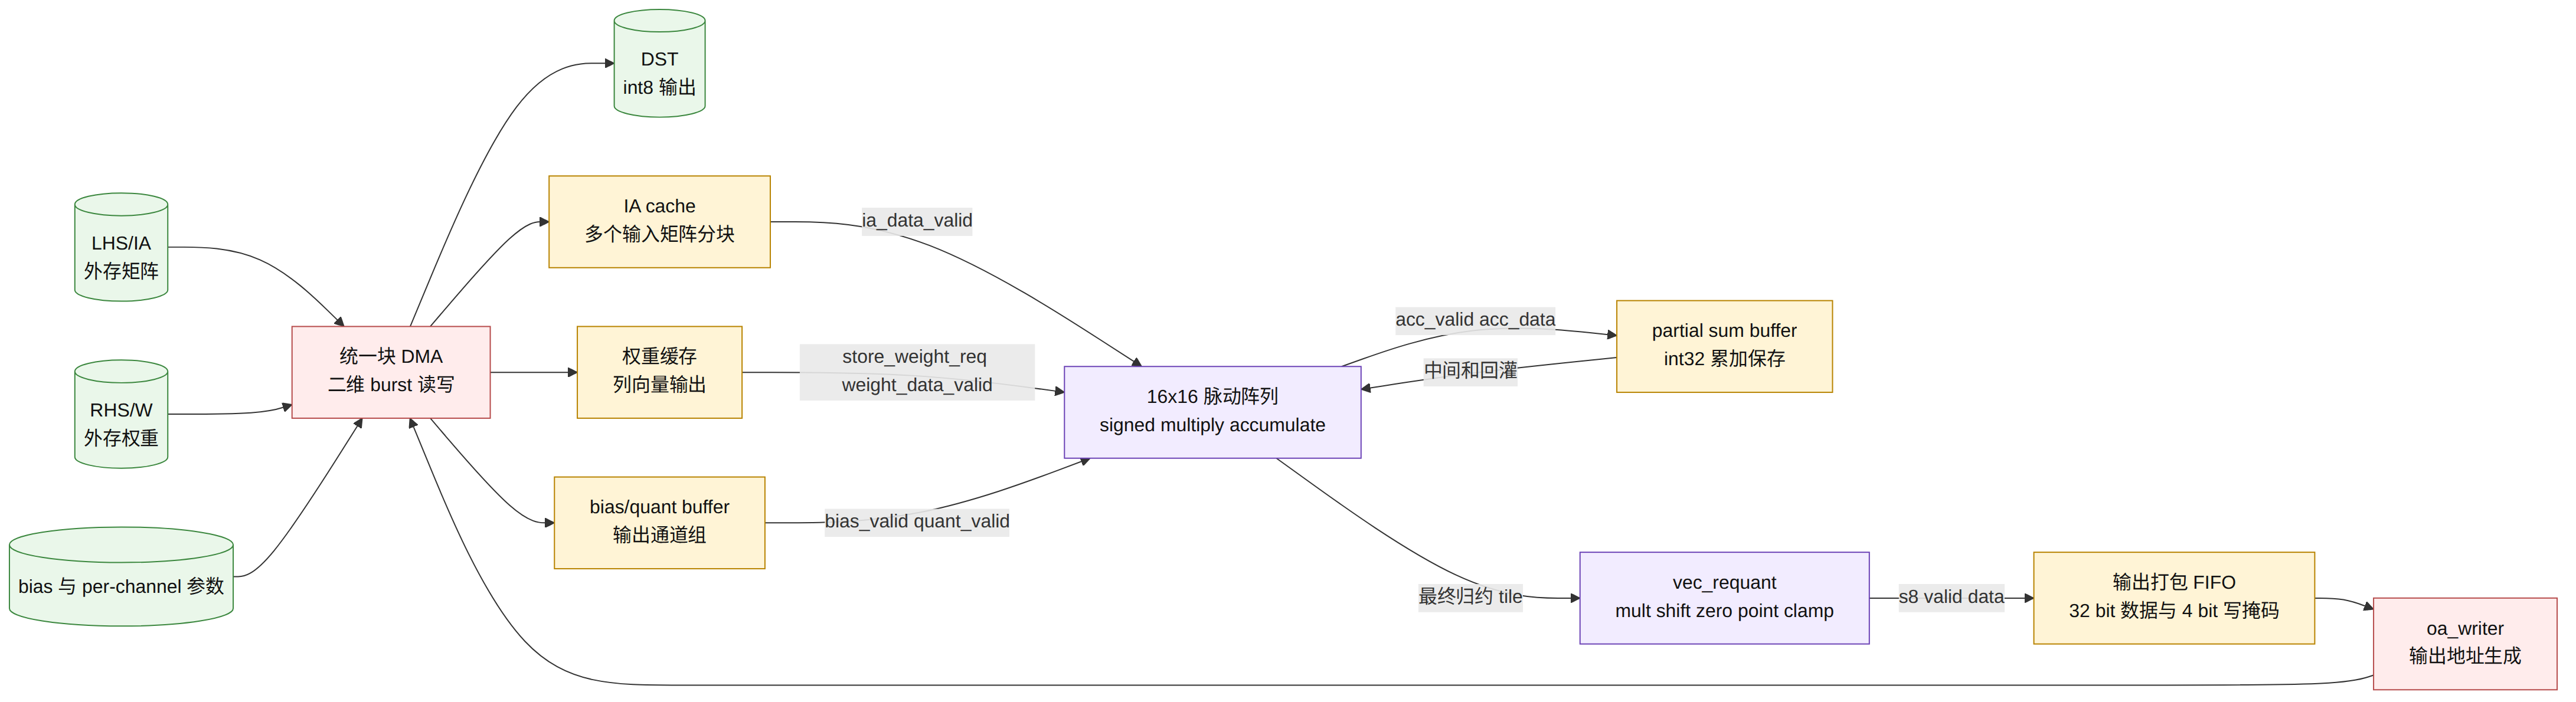 DST
int8 输出
LHS/IA
外存矩阵
RHS/W
外存权重
bias 与 per-channel 参数
统一块 DMA
二维 burst 读写
IA cache
多个输入矩阵分块
权重缓存
列向量输出
bias/quant buffer
输出通道组
ia_data_valid
store_weight_req
weight_data_valid
bias_valid quant_valid
16x16 脉动阵列
signed multiply accumulate
acc_valid acc_data
中间和回灌
partial sum buffer
int32 累加保存
最终归约 tile
vec_requant
mult shift zero point clamp
s8 valid data
输出打包 FIFO
32 bit 数据与 4 bit 写掩码
oa_writer
输出地址生成